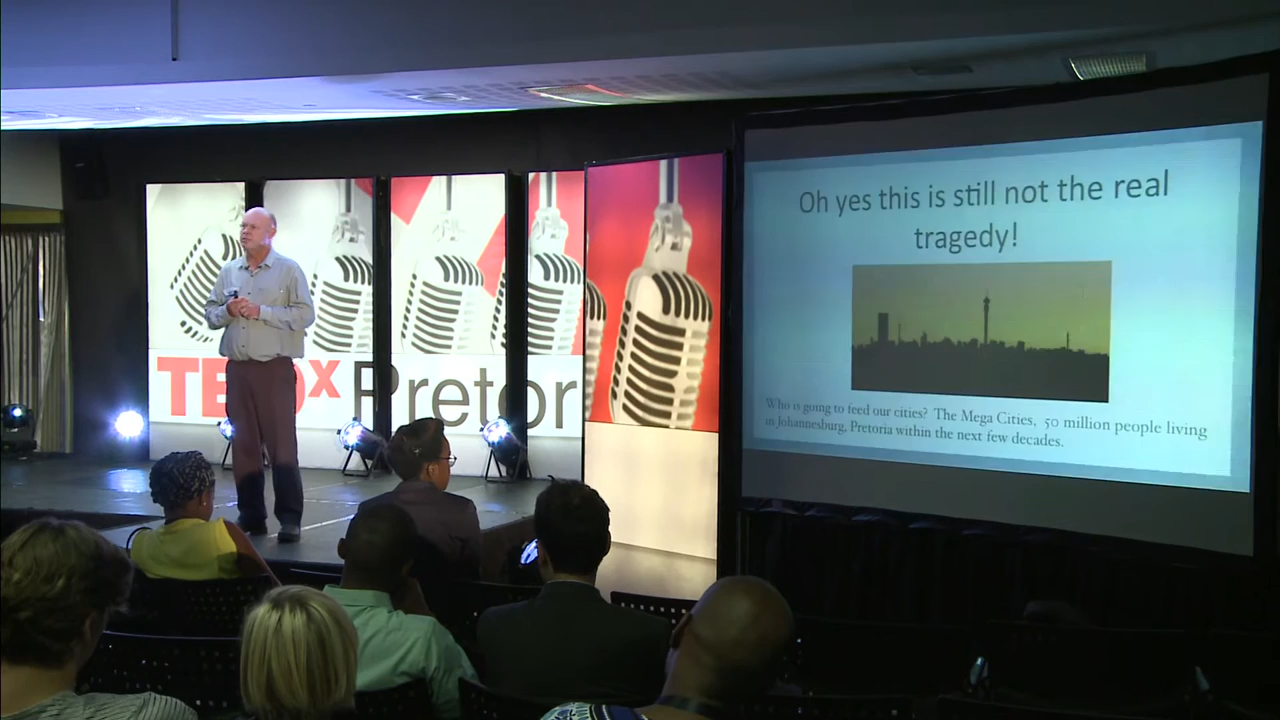 TEDx Pretor
Oh yes this is still not the real
tragedy!
Who is going to feed our cities? The Mega Cities, 50 million people living
in Johannesburg, Pretoria within the next few decades.